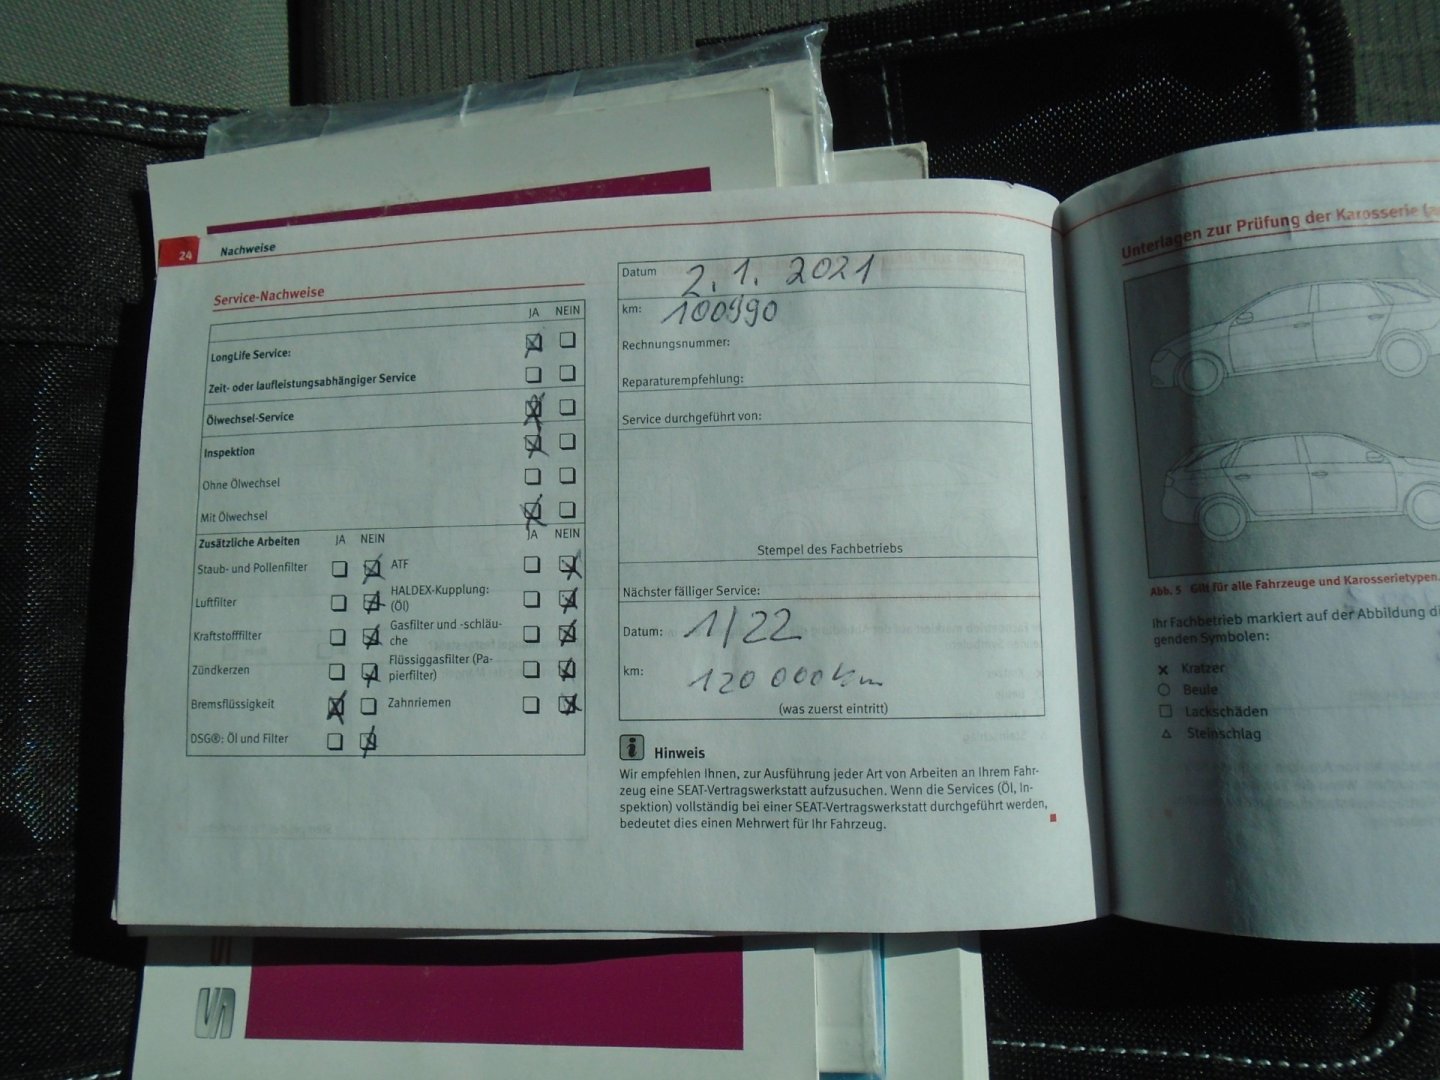 24 Nachweise
Service-Nachweise
JA NEIN
LongLife Service:
Zeit- oder laufleistungsabhängiger Service
Ölwechsel-Service
Inspektion
Ohne Ölwechsel
Mit Ölwechsel
Zusätzliche Arbeiten JA NEIN JA NEIN
Staub- und Pollenfilter
ATF
Luftfilter
HALDEX-Kupplung:
(Öl)
Kraftstofffilter
Gasfilter und -schläu-
che
Zündkerzen
Flüssiggasfilter (Pa-
pierfilter)
Bremsflüssigkeit
Zahnriemen
DSG®: Öl und Filter
Datum 2.1.2021
km: 100990
Rechnungsnummer:
Reparaturempfehlung:
Service durchgeführt von:
Stempel des Fachbetriebs
Nächster fälliger Service:
Datum: 1/22
km: 120 000 km
(was zuerst eintritt)
i Hinweis
Wir empfehlen Ihnen, zur Ausführung jeder Art von Arbeiten an Ihrem Fahr-
zeug eine SEAT-Vertragswerkstatt aufzusuchen. Wenn die Services (Öl, In-
spektion) vollständig bei einer SEAT-Vertragswerkstatt durchgeführt werden,
bedeutet dies einen Mehrwert für Ihr Fahrzeug.
Unterlagen zur Prüfung der Karosserie
Abb. 5 Gilt für alle Fahrzeuge und Karosserietypen.
Ihr Fachbetrieb markiert auf der Abbildung
genden Symbolen:
Kratzer
Beule
Lackschäden
Steinschlag